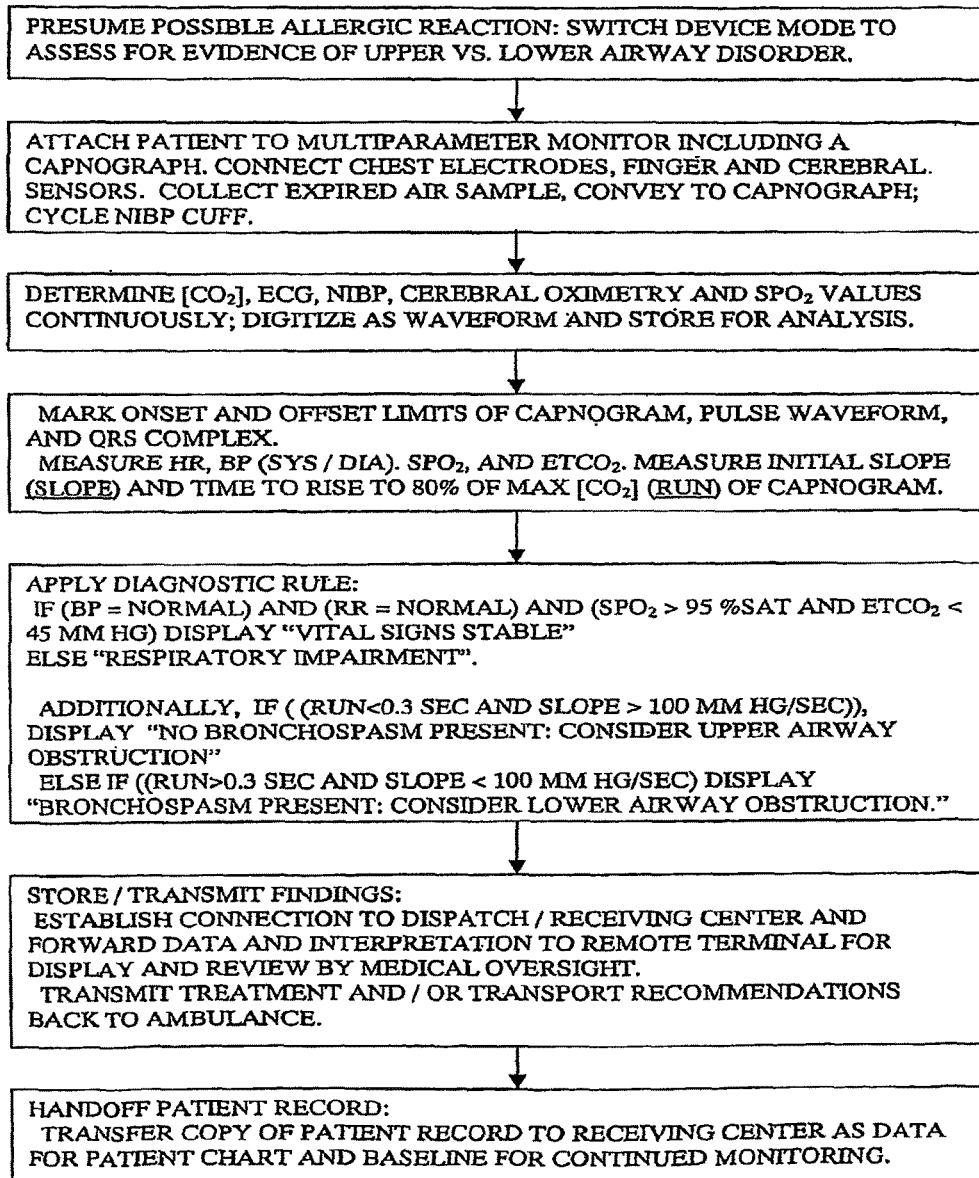 PRESUME POSSIBLE ALLERGIC REACTION: SWITCH DEVICE MODE TO
ASSESS FOR EVIDENCE OF UPPER VS. LOWER AIRWAY DISORDER.
ATTACH PATIENT TO MULTIPARAMETER MONITOR INCLUDING A
CAPNOGRAPH. CONNECT CHEST ELECTRODES, FINGER AND CEREBRAL
SENSORS. COLLECT EXPIRED AIR SAMPLE, CONVEY TO CAPNOGRAPH;
CYCLE NIBP CUFF.
DETERMINE [CO₂], ECG, NIBP, CEREBRAL OXIMETRY AND SPO₂ VALUES
CONTINUOUSLY; DIGITIZE AS WAVEFORM AND STORE FOR ANALYSIS.
MARK ONSET AND OFFSET LIMITS OF CAPNOGRAM, PULSE WAVEFORM,
AND QRS COMPLEX.
MEASURE HR, BP (SYS / DIA). SPO₂, AND ETCO₂. MEASURE INITIAL SLOPE
(SLOPE) AND TIME TO RISE TO 80% OF MAX [CO₂] (RUN) OF CAPNOGRAM.
APPLY DIAGNOSTIC RULE:
IF (BP = NORMAL) AND (RR = NORMAL) AND (SPO₂ > 95 %SAT AND ETCO₂ <
45 MM HG) DISPLAY "VITAL SIGNS STABLE"
ELSE "RESPIRATORY IMPAIRMENT".
ADDITIONALLY, IF ( (RUN<0.3 SEC AND SLOPE > 100 MM HG/SEC)),
DISPLAY "NO BRONCHOSPASM PRESENT: CONSIDER UPPER AIRWAY
OBSTRUCTION"
ELSE IF ((RUN>0.3 SEC AND SLOPE < 100 MM HG/SEC) DISPLAY
"BRONCHOSPASM PRESENT: CONSIDER LOWER AIRWAY OBSTRUCTION."
STORE / TRANSMIT FINDINGS:
ESTABLISH CONNECTION TO DISPATCH / RECEIVING CENTER AND
FORWARD DATA AND INTERPRETATION TO REMOTE TERMINAL FOR
DISPLAY AND REVIEW BY MEDICAL OVERSIGHT.
TRANSMIT TREATMENT AND / OR TRANSPORT RECOMMENDATIONS
BACK TO AMBULANCE.
HANDOFF PATIENT RECORD:
TRANSFER COPY OF PATIENT RECORD TO RECEIVING CENTER AS DATA
FOR PATIENT CHART AND BASELINE FOR CONTINUED MONITORING.